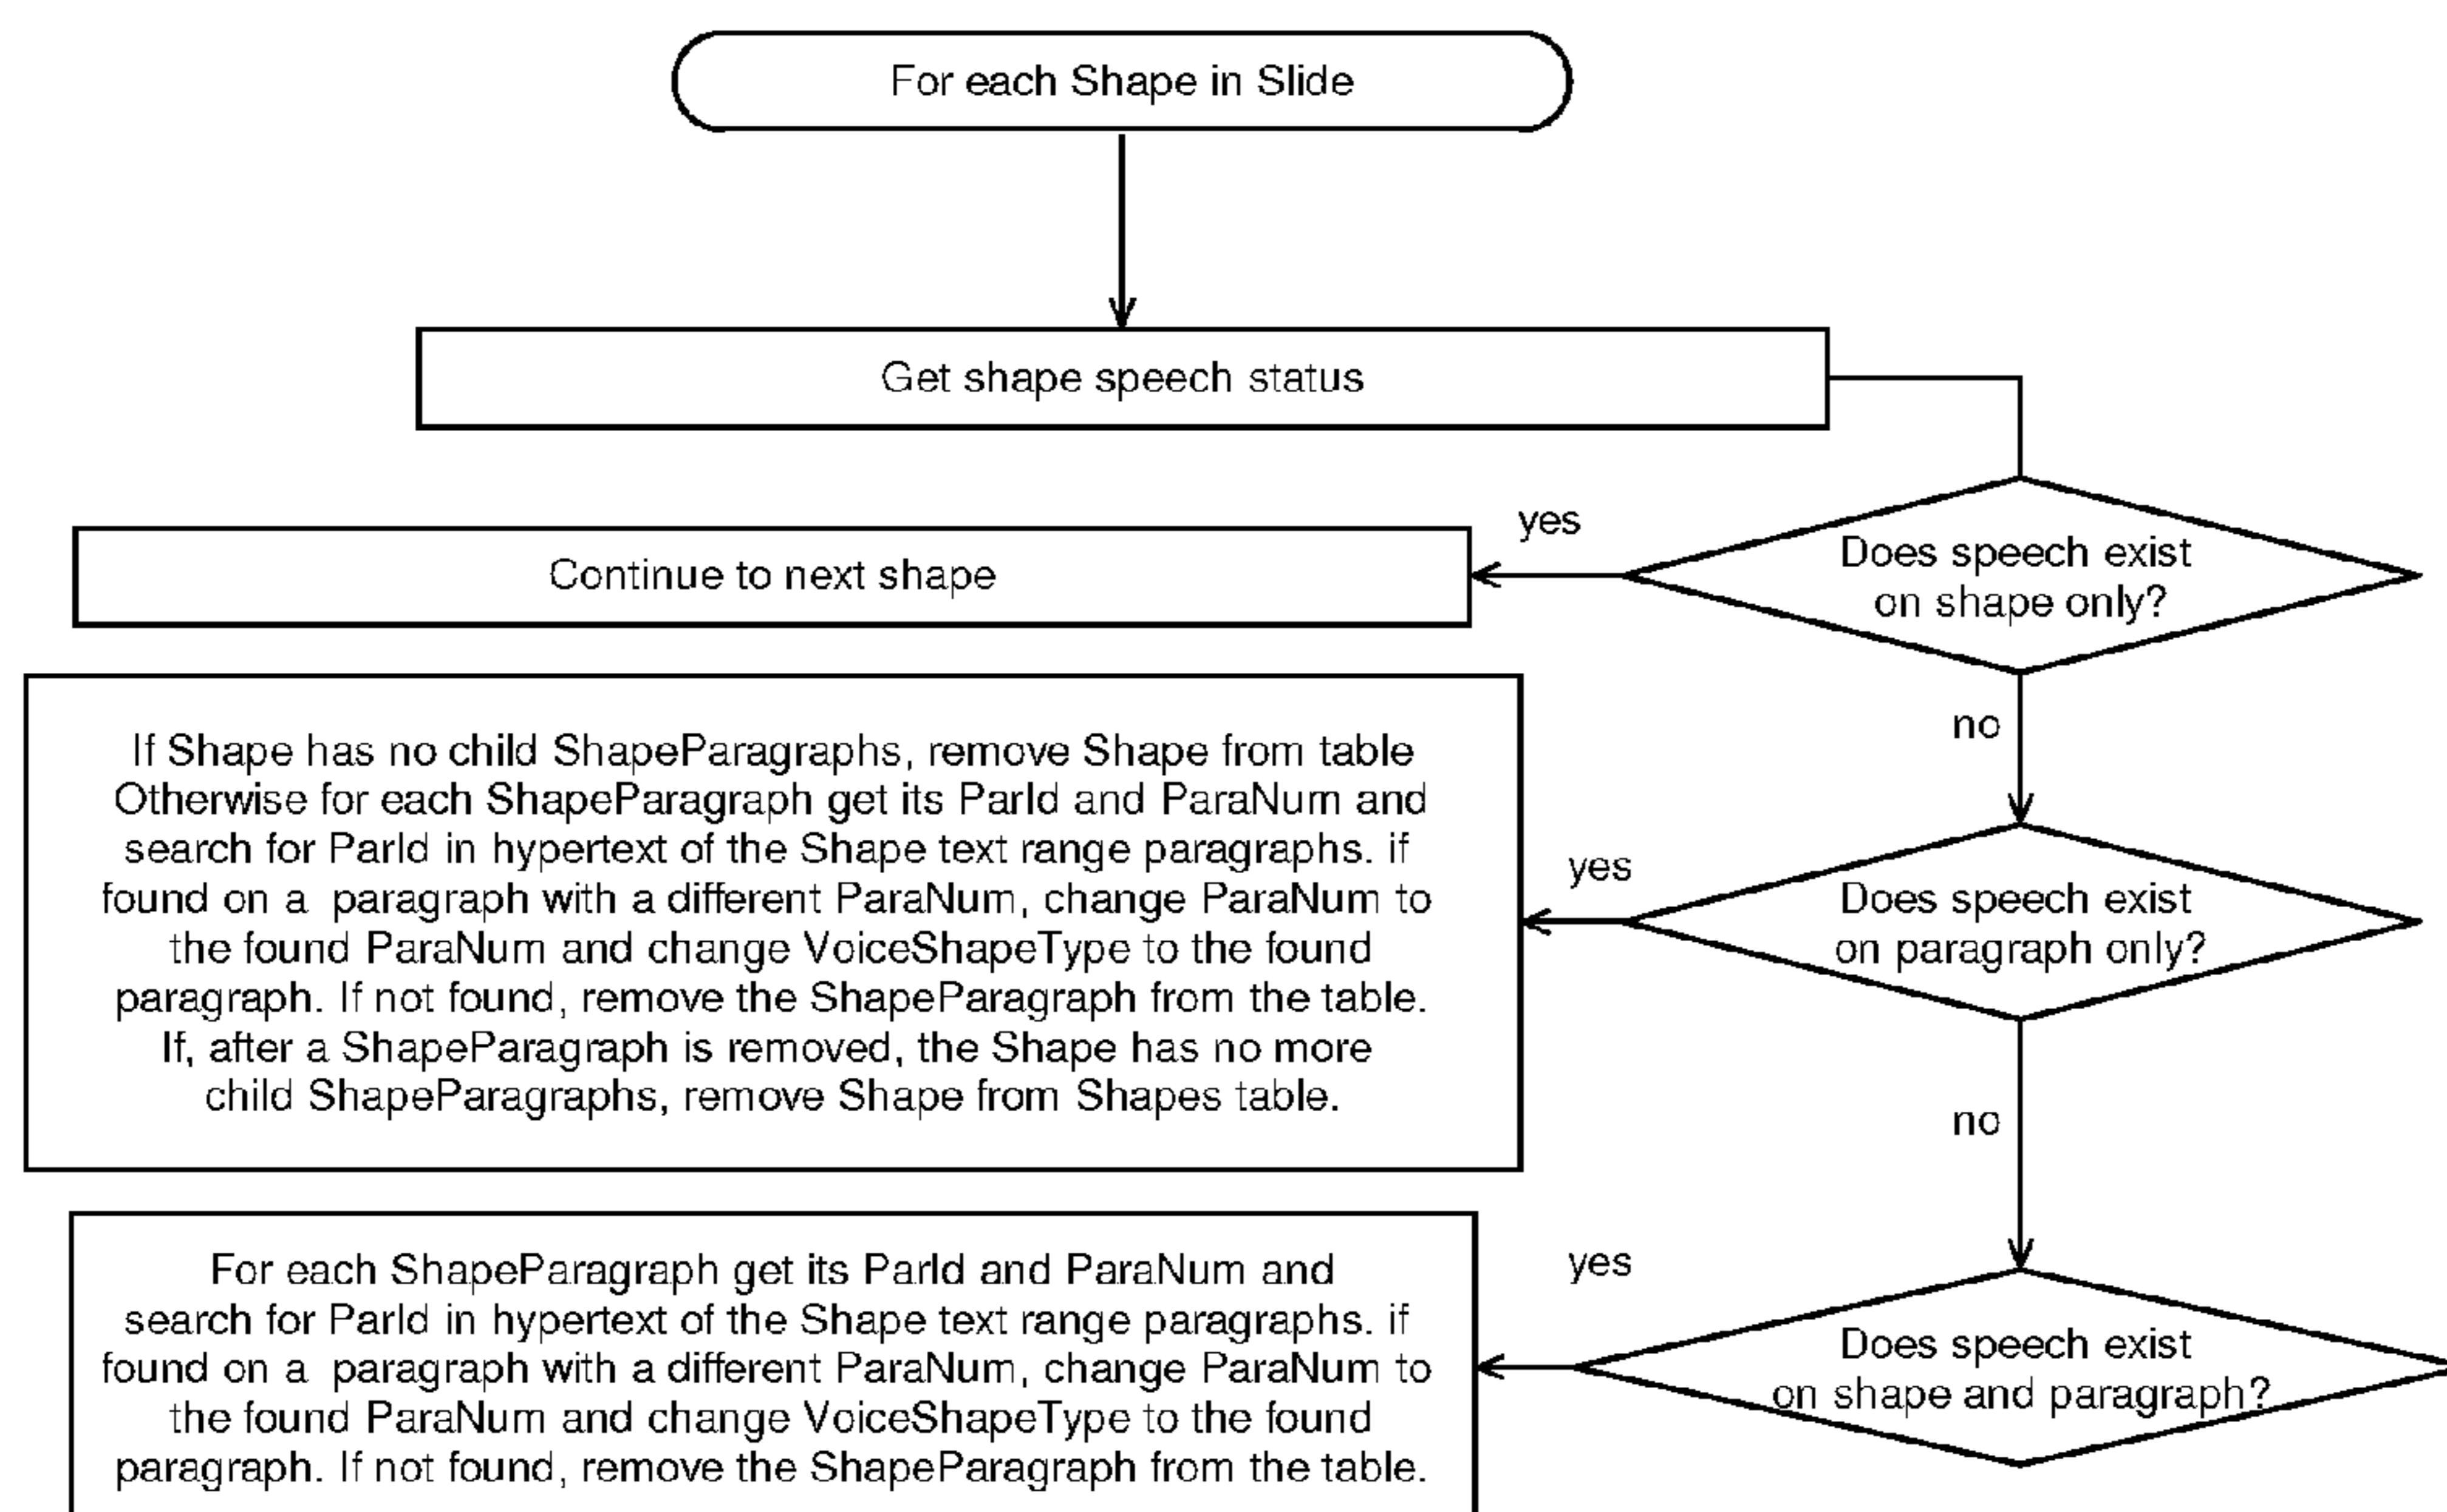 For each Shape in Slide
Get shape speech status
yes
Does speech exist
on shape only?
Continue to next shape
no
If Shape has no child ShapeParagraphs, remove Shape from table
Otherwise for each ShapeParagraph get its ParId and ParaNum and
search for ParId in hypertext of the Shape text range paragraphs. if
found on a paragraph with a different ParaNum, change ParaNum to
the found ParaNum and change VoiceShapeType to the found
paragraph. If not found, remove the ShapeParagraph from the table.
If, after a ShapeParagraph is removed, the Shape has no more
child ShapeParagraphs, remove Shape from Shapes table.
yes
Does speech exist
on paragraph only?
no
For each ShapeParagraph get its ParId and ParaNum and
search for ParId in hypertext of the Shape text range paragraphs. if
found on a paragraph with a different ParaNum, change ParaNum to
the found ParaNum and change VoiceShapeType to the found
paragraph. If not found, remove the ShapeParagraph from the table.
yes
Does speech exist
on shape and paragraph?